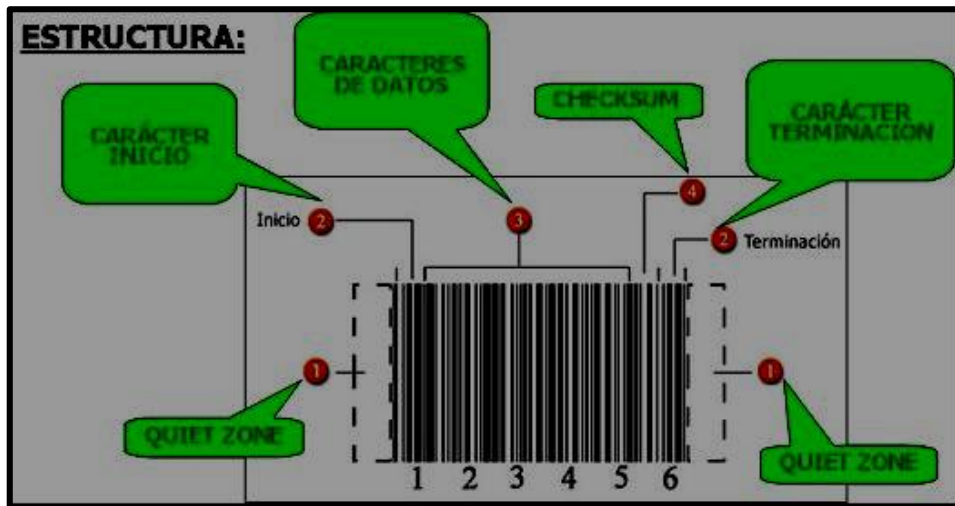 ESTRUCTURA:
CARACTERES
DE DATOS
CHECKSUM
CARÁCTER
TERMINACIÓN
CARÁCTER
INICIO
4
Inicio 2
3
2 Terminación
1
1
QUIET ZONE
QUIET ZONE
1 2 3 4 5 6